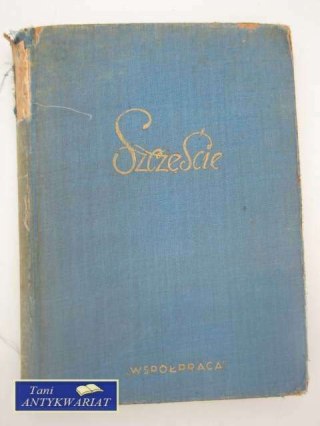 Szczęście
„WSPÓŁPRACA"
Tani
ANTYKWARIAT